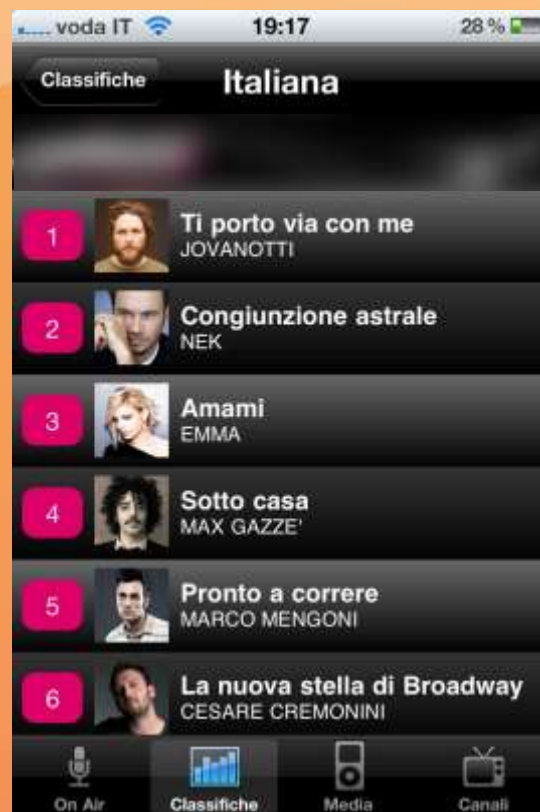 voda IT 19:17 28 %
Classifiche Italiana
1 Ti porto via con me
JOVANOTTI
2 Congiunzione astrale
NEK
3 Amami
EMMA
4 Sotto casa
MAX GAZZE'
5 Pronto a correre
MARCO MENGONI
6 La nuova stella di Broadway
CESARE CREMONINI
On Air Classifiche Media Canali